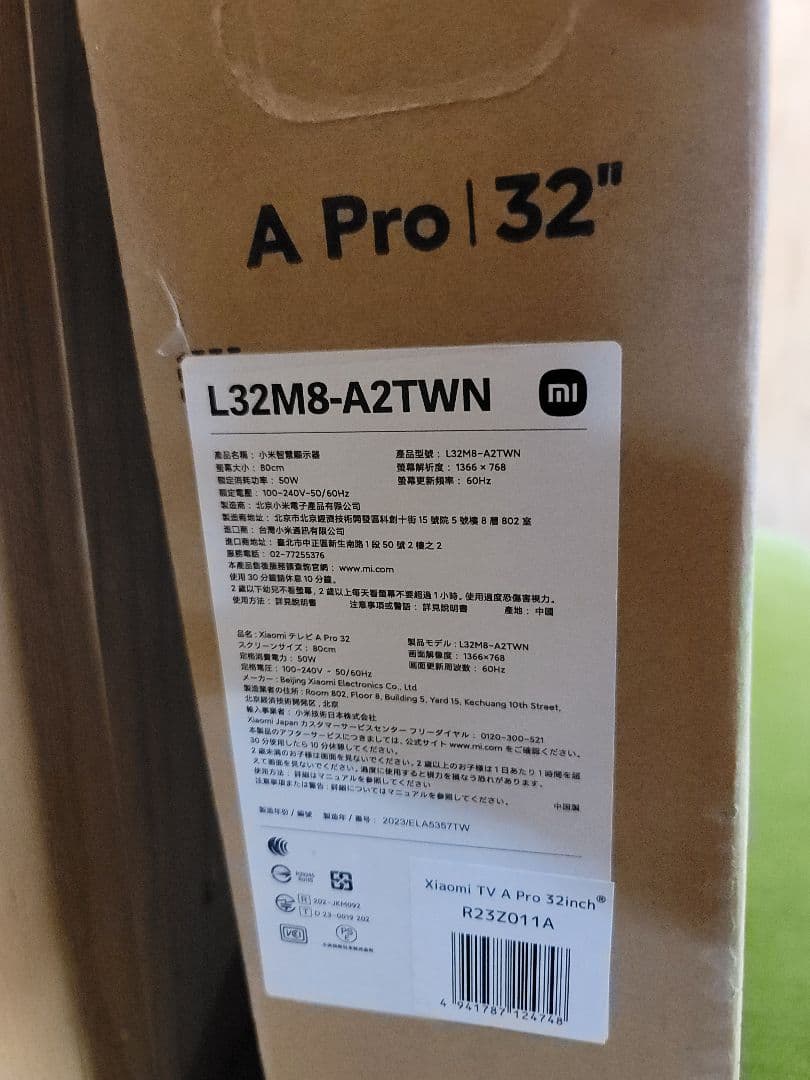 A Pro | 32"
L32M8-A2TWN
mi
產品名稱：小米智慧顯示器 產品型號：L32M8-A2TWN
螢幕大小：80cm 螢幕解析度：1366 × 768
額定消耗功率：50W 螢幕更新頻率：60Hz
額定電壓：100-240V~50/60Hz
製造商：北京小米電子產品有限公司
製造商地址：北京市北京經濟技術開發區科創十街 15 號院 5 號樓 8 層 802 室
進口商：台灣小米通訊有限公司
進口商地址：臺北市中正區新生南路 1 段 50 號 2 樓之 2
服務電話：02-77255376
本產品售後服務請查詢官網：www.mi.com
使用 30 分鐘請休息 10 分鐘。
2 歲以下幼兒不看螢幕，2 歲以上每天看螢幕不要超過 1 小時。使用過度恐傷害視力。
使用方法：詳見說明書 注意事項或警語：詳見說明書 產地：中國
品名：Xiaomi テレビ A Pro 32 製品モデル：L32M8-A2TWN
スクリーンサイズ：80cm 画面解像度：1366×768
定格消費電力：50W 画面更新周波数：60Hz
定格電圧：100-240V ~ 50/60Hz
メーカー：Beijing Xiaomi Electronics Co., Ltd
製造業者の住所：Room 802, Floor 8, Building 5, Yard 15, Kechuang 10th Street,
北京経済技術開発区, 北京
輸入事業者：小米技術日本株式会社
Xiaomi Japan カスタマーサービスセンター フリーダイヤル：0120-300-521
本製品のアフターサービスにつきましては、公式サイト www.mi.com をご確認ください。
30 分使用したら 10 分休憩してください。
2 歳未満のお子様は画面を見ないでください。2 歳以上のお子様は 1 日あたり 1 時間を超
えて画面を見ないでください。過度に使用すると視力を損なう恐れがあります。
使用方法：詳細はマニュアルを参照してください
注意事項または警告：詳細についてはマニュアルを参照してください。 中国製
製造年份 / 編號 製造年 / 番号：2023/ELA5357TW
R 202-JKM092
T D 23-0019 202
VCCI
PS
E
Xiaomi TV A Pro 32inch®
R23Z011A
4 941787 124748